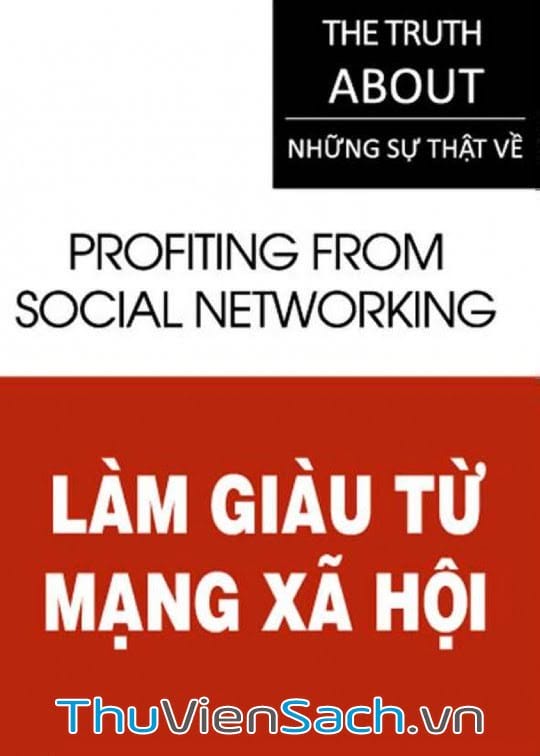 THE TRUTH
ABOUT
NHỮNG SỰ THẬT VỀ
PROFITING FROM
SOCIAL NETWORKING
LÀM GIÀU TỪ
MẠNG XÃ HỘI
ThuVienSach.vn